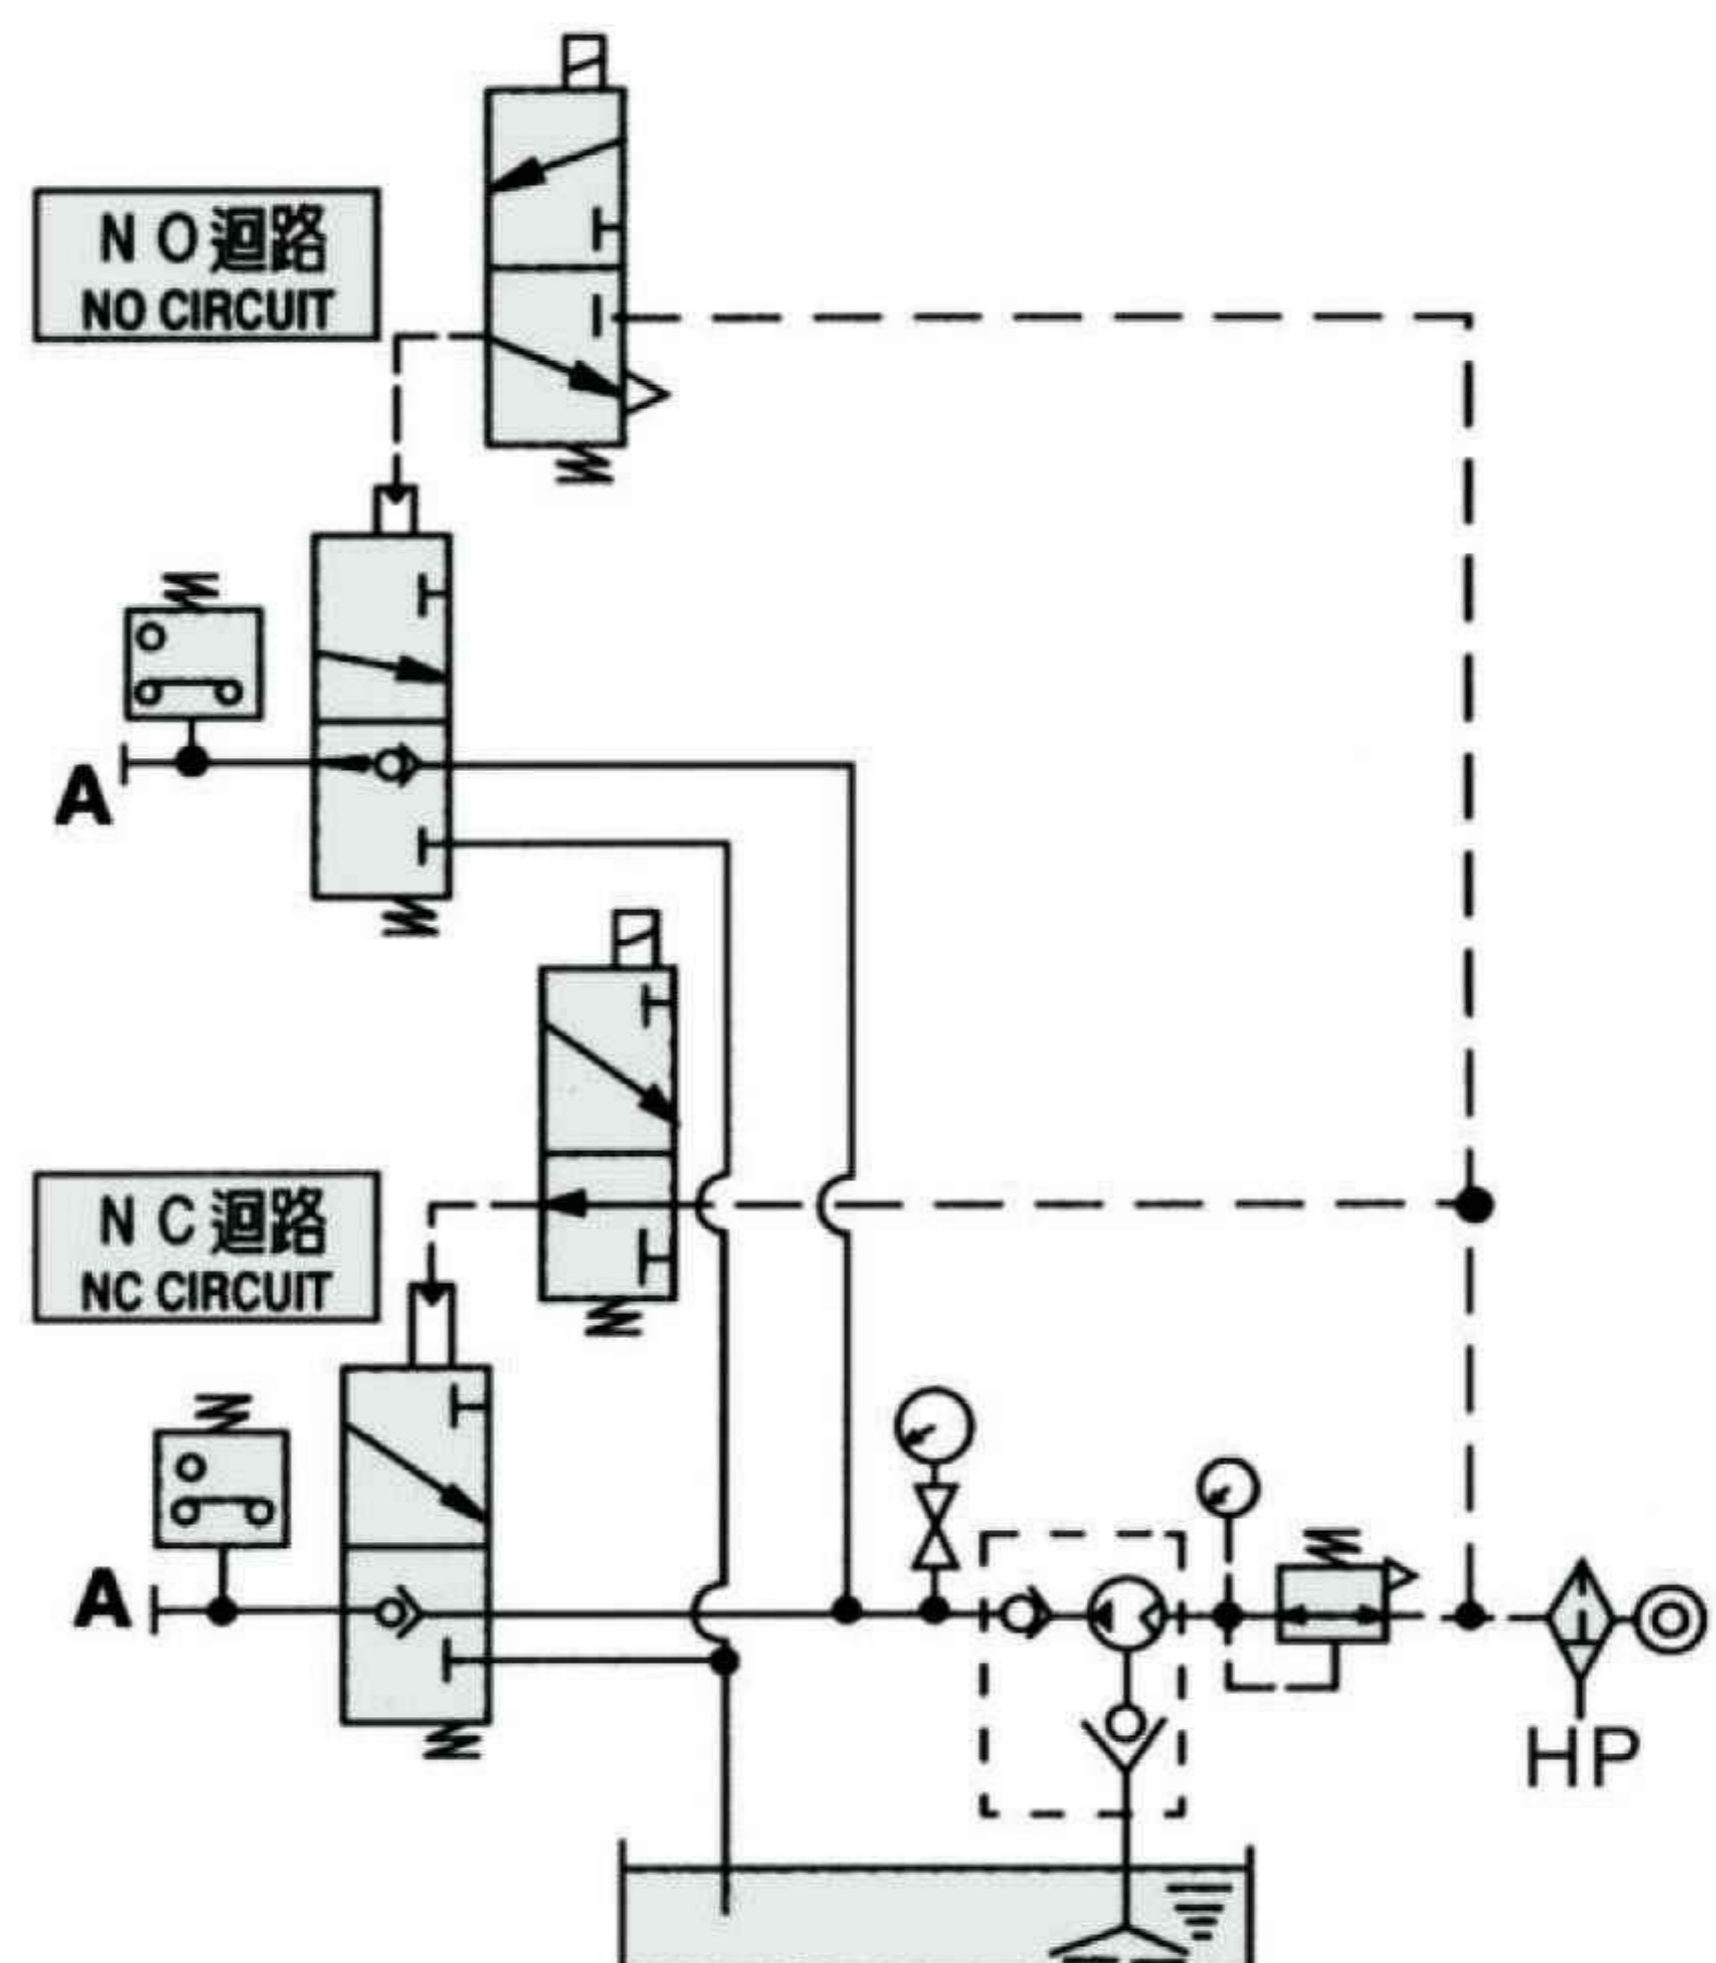 N O 迴路
NO CIRCUIT
A
N C 迴路
NC CIRCUIT
A
HP